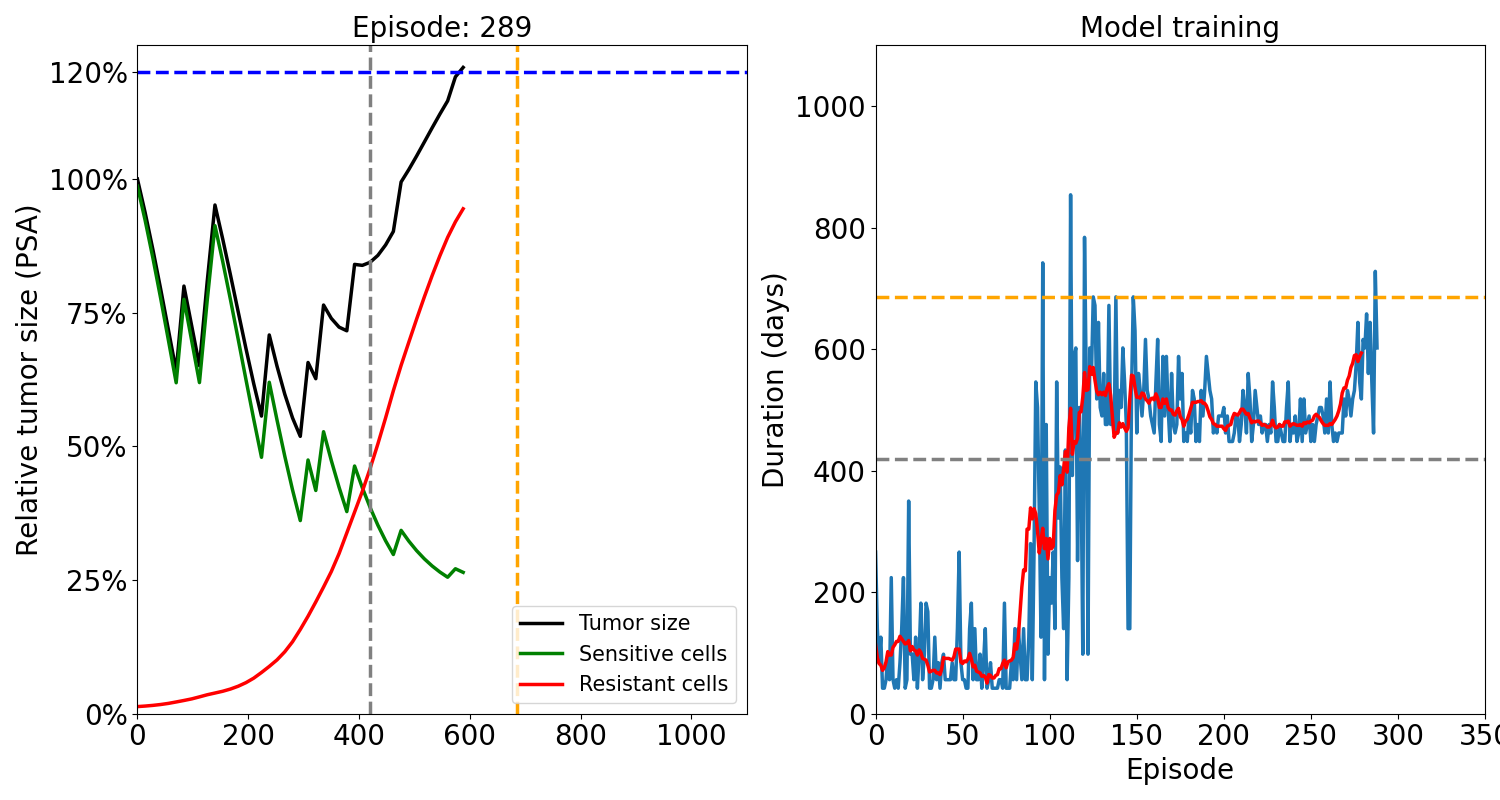 Episode: 289
Relative tumor size (PSA)
120%
100%
75%
50%
25%
0%
0 200 400 600 800 1000
Tumor size
Sensitive cells
Resistant cells
Model training
Duration (days)
1000
800
600
400
200
0
0 50 100 150 200 250 300 350
Episode